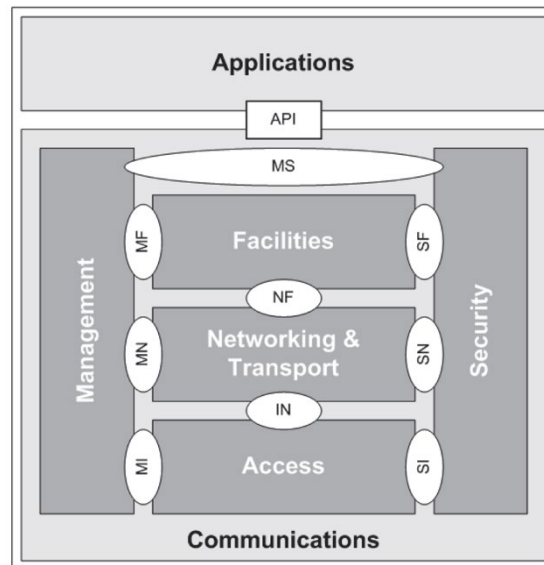 Applications
API
MS
Management
MF
Facilities
SF
Security
NF
MN
Networking &
Transport
SN
IN
MI
Access
SI
Communications